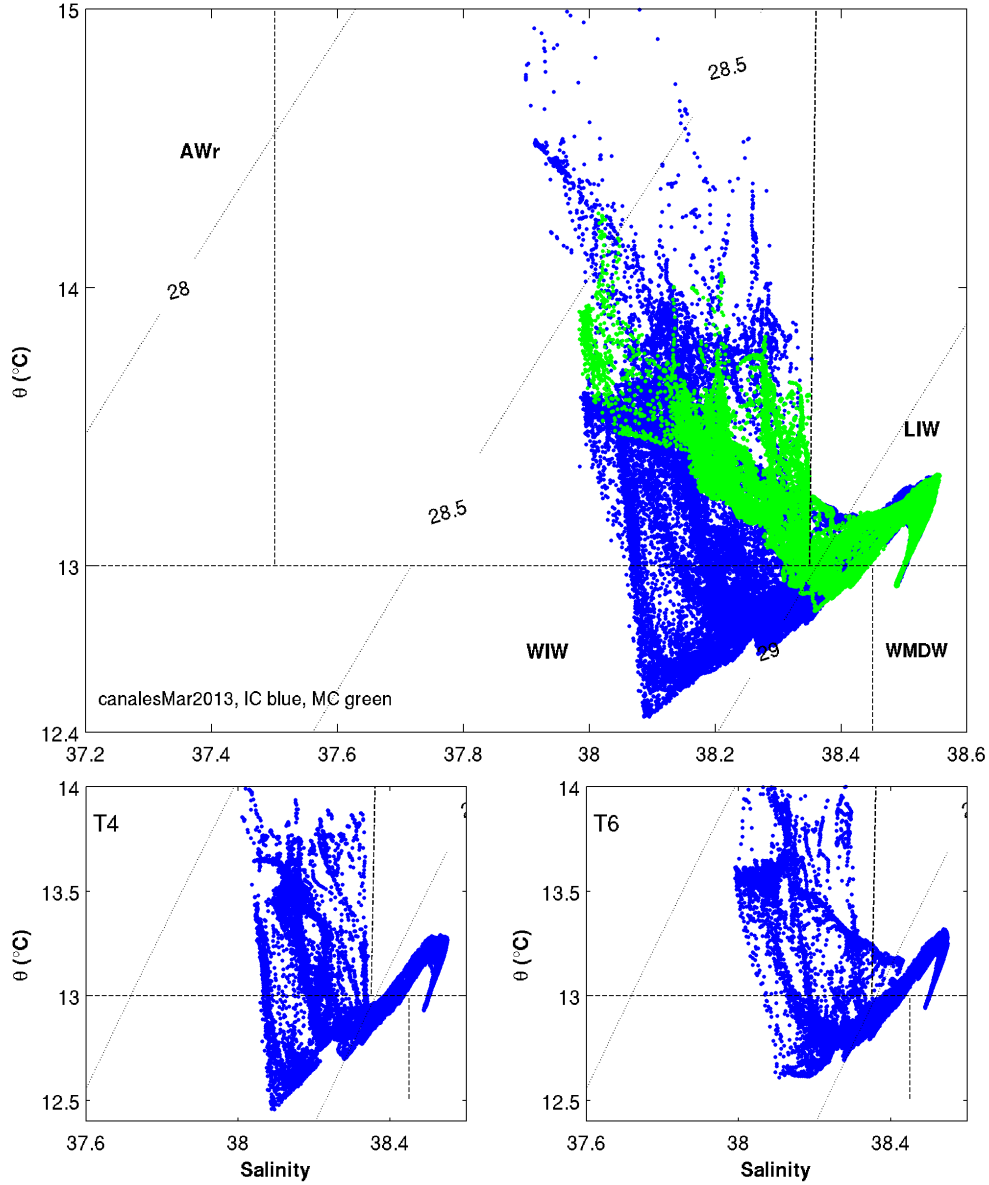 15
28.5
AWr
28
14
θ (°C)
LIW
28.5
13
WIW
29
WMDW
canalesMar2013, IC blue, MC green
12.4
37.2 37.4 37.6 37.8 38 38.2 38.4 38.6
14 14
T4 T6
13.5 13.5
θ (°C) θ (°C)
13 13
12.5 12.5
37.6 38 38.4 37.6 38 38.4
Salinity Salinity